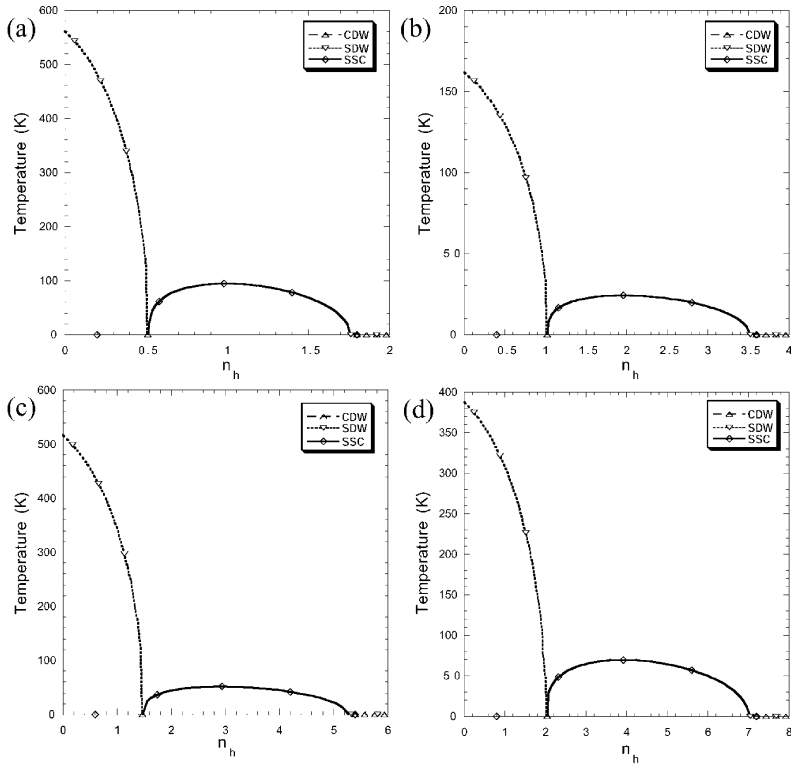 (a)
600
500
400
300
200
100
0
Temperature (K)
CDW
SDW
SSC
0 0.5 1 1.5 2
n h
(b)
200
150
100
5 0
0
Temperature (K)
CDW
SDW
SSC
0 0.5 1 1.5 2 2.5 3 3.5 4
n h
(c)
600
500
400
300
200
100
0
Temperature (K)
CDW
SDW
SSC
0 1 2 3 4 5 6
n h
(d)
400
350
300
250
200
150
100
5 0
0
Temperature (K)
CDW
SDW
SSC
0 1 2 3 4 5 6 7 8
n h